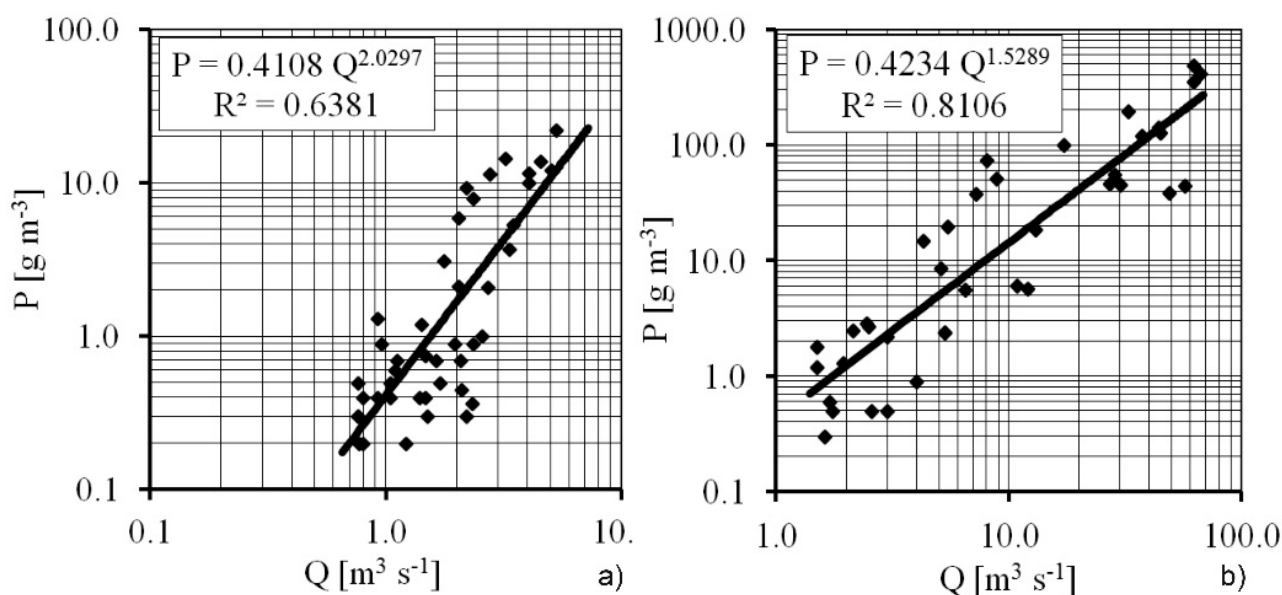 100.0
P = 0.4108 Q^2.0297
R² = 0.6381
10.0
1.0
0.1
P [g m⁻³]
0.1 1.0 10.
Q [m³ s⁻¹] a)
1000.0
P = 0.4234 Q^1.5289
R² = 0.8106
100.0
10.0
1.0
0.1
P [g m⁻³]
1.0 10.0 100.0
Q [m³ s⁻¹] b)